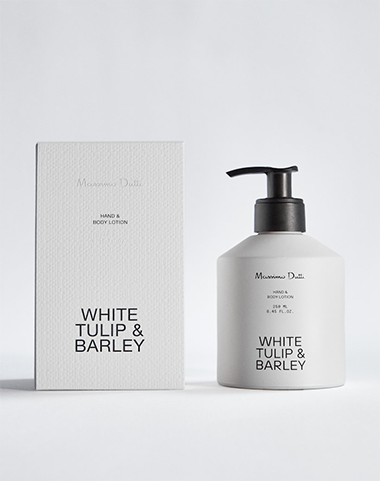 Massimo Dutti
HAND &
BODY LOTION
WHITE
TULIP &
BARLEY
Massimo Dutti
HAND &
BODY LOTION
250 ML
8.45 FL.OZ.
WHITE
TULIP &
BARLEY